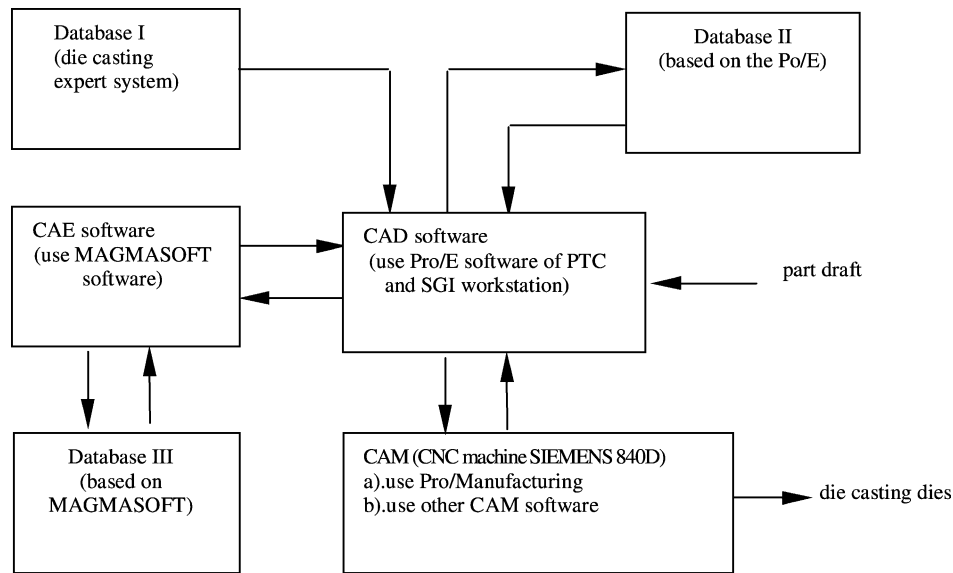 Database I
(die casting
expert system)
Database II
(based on the Po/E)
CAE software
(use MAGMASOFT
software)
CAD software
(use Pro/E software of PTC
and SGI workstation)
part draft
Database III
(based on
MAGMASOFT)
CAM (CNC machine SIEMENS 840D)
a).use Pro/Manufacturing
b).use other CAM software
die casting dies